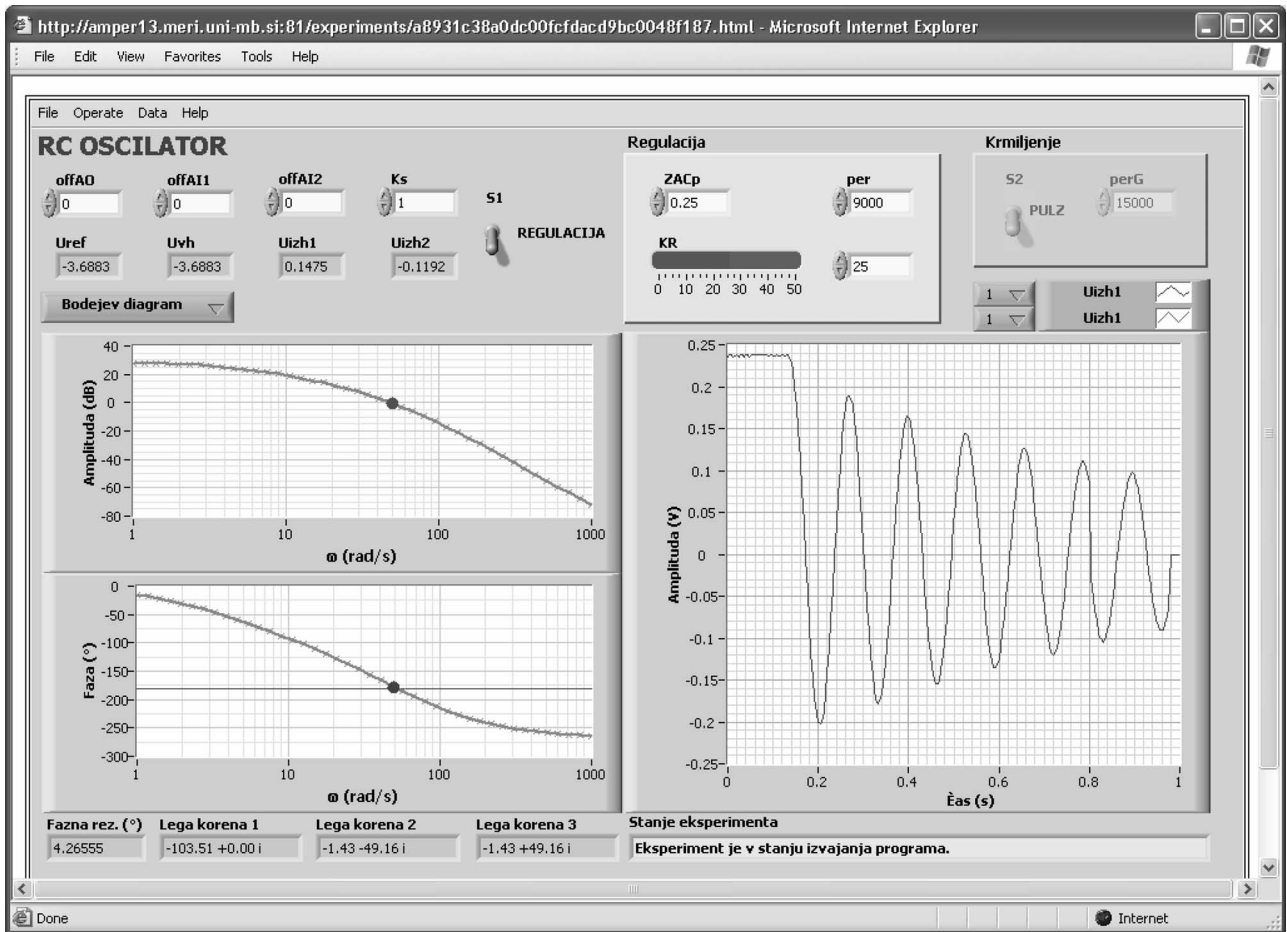 http://amper13.meri.uni-mb.si:81/experiments/a8931c38a0dc00fcfdacd9bc0048f187.html - Microsoft Internet Explorer
File Edit View Favorites Tools Help
File Operate Data Help
RC OSCILATOR
offAO offAI1 offAI2 Ks
0 0 0 1
S1
REGULACIJA
Uref Uvh Uizh1 Uizh2
-3.6883 -3.6883 0.1475 -0.1192
Bodejev diagram
Regulacija
ZACp per
0.25 9000
KR
25
0 10 20 30 40 50
Krmiljenje
S2 perG
PULZ 15000
1 Uizh1
1 Uizh1
Amplituda (dB)
40
20
0
-20
-40
-60
-80
1 10 100 1000
ω (rad/s)
Faza (°)
0
-50
-100
-150
-200
-250
-300
1 10 100 1000
ω (rad/s)
Amplituda (V)
0.25
0.2
0.15
0.1
0.05
0
-0.05
-0.1
-0.15
-0.2
-0.25
0 0.2 0.4 0.6 0.8 1
Èas (s)
Fazna rez. (°) Lega korena 1 Lega korena 2 Lega korena 3
4.26555 -103.51 +0.00 i -1.43 -49.16 i -1.43 +49.16 i
Stanje eksperimenta
Eksperiment je v stanju izvajanja programa.
Done Internet